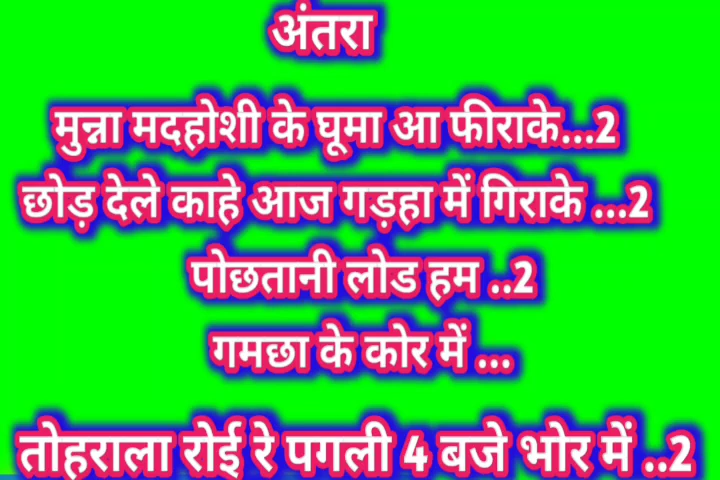 अंतरा
मुन्ना मदहोशी के घूमा आ फीराके...2
छोड़ देले काहे आज गड़हा में गिराके ...2
पोछतानी लोड हम ..2
गमछा के कोर में ...
तोहराला रोई रे पगली 4 बजे भोर में ..2